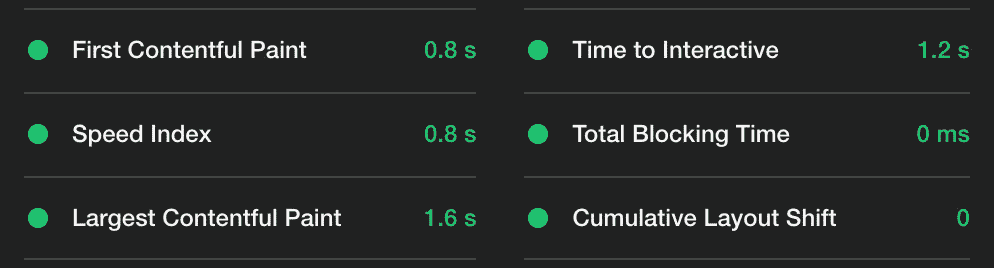 First Contentful Paint 0.8 s
Time to Interactive 1.2 s
Speed Index 0.8 s
Total Blocking Time 0 ms
Largest Contentful Paint 1.6 s
Cumulative Layout Shift 0